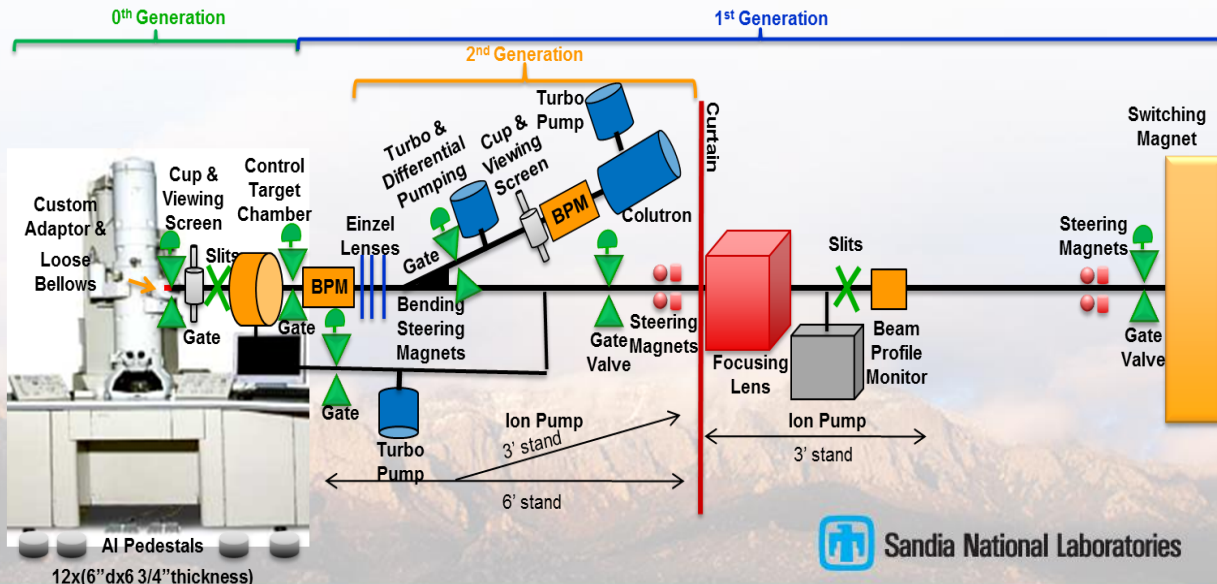 0th Generation
1st Generation
2nd Generation
Turbo
Pump
Curtain
Switching
Magnet
Turbo &
Differential
Pumping
Cup &
Viewing
Screen
Control
Target
Chamber
Cup &
Viewing
Screen
Custom
Adaptor &
Loose
Bellows
Slits
Einzel
Lenses
Gate
BPM
Colutron
Steering
Magnets
Slits
BPM
Gate
Gate
Bending
Steering
Magnets
Gate
Valve
Steering
Magnets
Focusing
Lens
Beam
Profile
Monitor
Gate
Valve
Gate
Turbo
Pump
Ion Pump
3’ stand
6’ stand
Ion Pump
3’ stand
Al Pedestals
12x(6”dx6 3/4”thickness)
Sandia National Laboratories